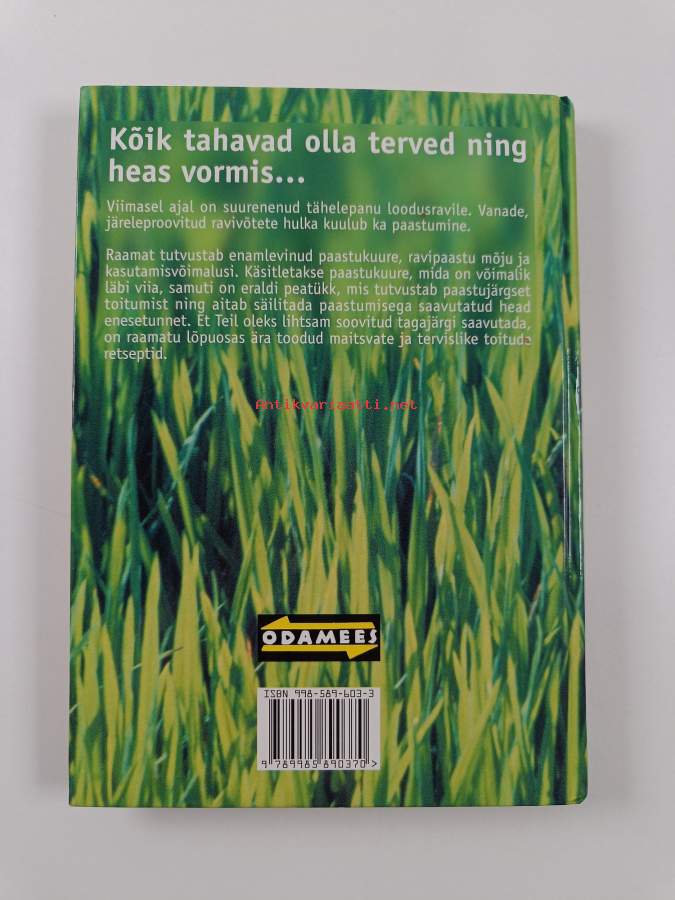 Kõik tahavad olla terved ning
heas vormis...
Viimasel ajal on suurenenud tähelepanu loodusravile. Vanade,
järeleproovitud ravivõtete hulka kuulub ka paastumine.
Raamat tutvustab enamlevinud paastukuure, ravipaastu mõju ja
kasutamisvõimalusi. Käsitletakse paastukuure, mida on võimalik
läbi viia, samuti on eraldi peatükk, mis tutvustab paastujärgset
toitumist ning aitab säilitada paastumisega saavutatud head
enesetunnet. Et Teil oleks lihtsam soovitud tagajärgi saavutada,
on raamatu lõpuosas ära toodud maitsvate ja tervislike toitude
retseptid.
Antikvariaatti.net
ODAMEES
ISBN 998-589-603-3
9 789985 890370>